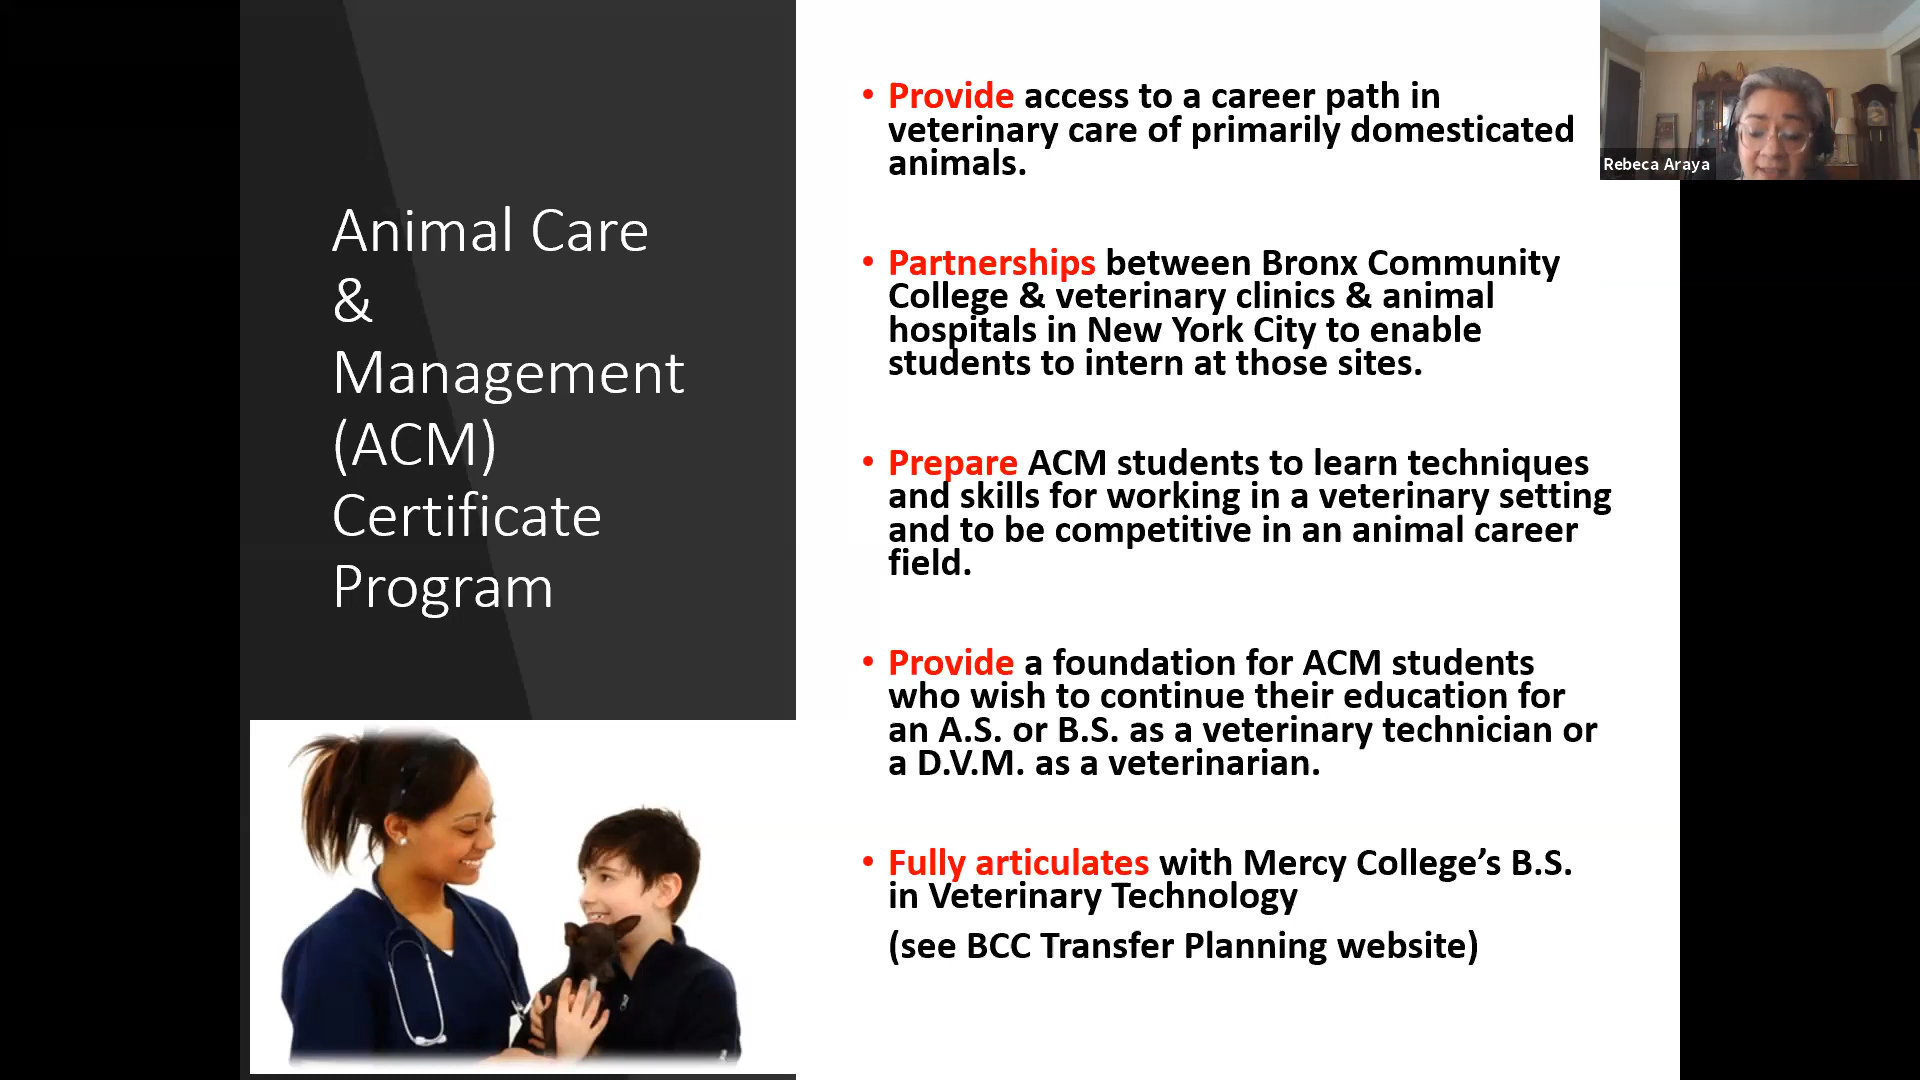 Animal Care
&
Management
(ACM)
Certificate
Program
• Provide access to a career path in
veterinary care of primarily domesticated
animals.
• Partnerships between Bronx Community
College & veterinary clinics & animal
hospitals in New York City to enable
students to intern at those sites.
• Prepare ACM students to learn techniques
and skills for working in a veterinary setting
and to be competitive in an animal career
field.
• Provide a foundation for ACM students
who wish to continue their education for
an A.S. or B.S. as a veterinary technician or
a D.V.M. as a veterinarian.
• Fully articulates with Mercy College’s B.S.
in Veterinary Technology
(see BCC Transfer Planning website)
Rebeca Araya